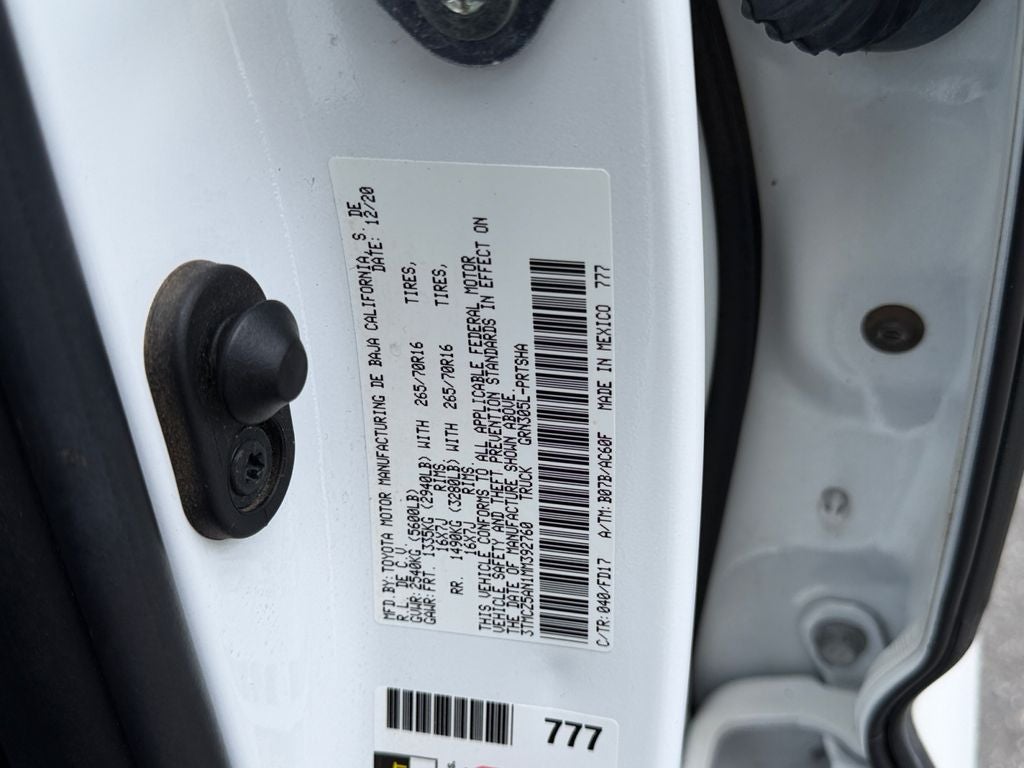 MFD BY: TOYOTA MOTOR MANUFACTURING DE BAJA CALIFORNIA S. DE
R.L. DE C.V. DATE: 12/20
GVWR: 2540KG (5600LB)
GAWR: FRT. 1335KG (2940LB) WITH 265/70R16 TIRES,
16X7J RIMS.
RR. 1490KG (3280LB) WITH 265/70R16 TIRES,
16X7J RIMS.
THIS VEHICLE CONFORMS TO ALL APPLICABLE FEDERAL MOTOR
VEHICLE SAFETY AND THEFT PREVENTION STANDARDS IN EFFECT ON
THE DATE OF MANUFACTURE SHOWN ABOVE.
3TMCZ5AN1MM392760 TRUCK GRN305L-PRTSHA
C/TR:040/FD17 A/TM:B07B/AC60F MADE IN MEXICO 777
777